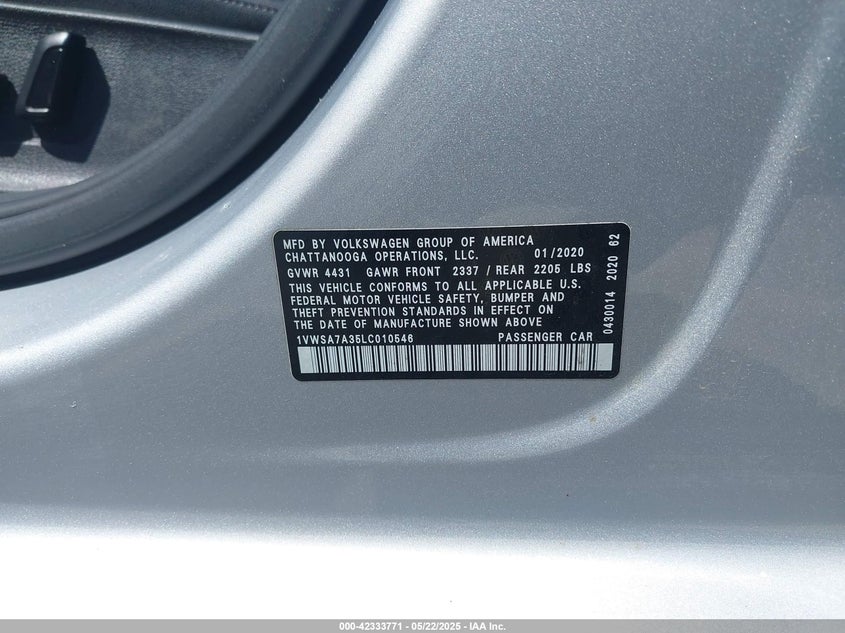 MFD BY VOLKSWAGEN GROUP OF AMERICA
CHATTANOOGA OPERATIONS, LLC. 01/2020
GVWR 4431 GAWR FRONT 2337 / REAR 2205 LBS
THIS VEHICLE CONFORMS TO ALL APPLICABLE U.S.
FEDERAL MOTOR VEHICLE SAFETY, BUMPER AND
THEFT PREVENTION STANDARDS IN EFFECT ON
THE DATE OF MANUFACTURE SHOWN ABOVE
1VWSA7A35LC010546 PASSENGER CAR
0430014 2020 62
000-42333771 - 05/22/2025 - IAA Inc.